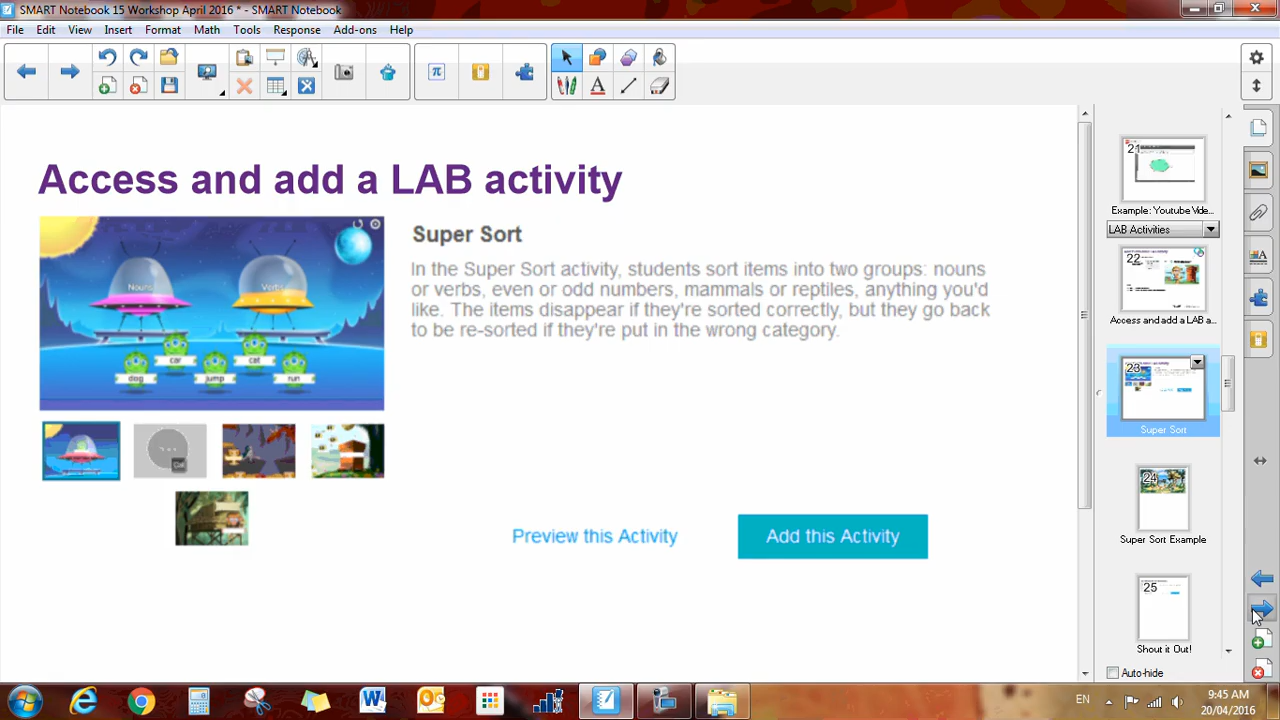 SMART Notebook 15 Workshop April 2016 * - SMART Notebook
File Edit View Insert Format Math Tools Response Add-ons Help
Access and add a LAB activity
Nouns
Verbs
car
cat
dog
jump
run
Super Sort
In the Super Sort activity, students sort items into two groups: nouns
or verbs, even or odd numbers, mammals or reptiles, anything you'd
like. The items disappear if they're sorted correctly, but they go back
to be re-sorted if they're put in the wrong category.
Preview this Activity
Add this Activity
21
Example: Youtube Vide...
LAB Activities
22
Access and add a LAB a...
23
Super Sort
24
Super Sort Example
25
Shout it Out!
Auto-hide
EN
9:45 AM
20/04/2016